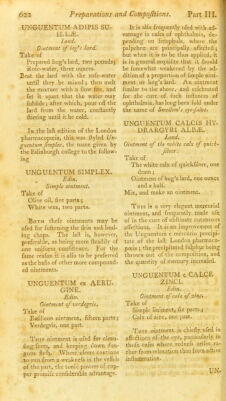 622 Preparations and Compositions. Part III.
UNGUENTUM ADIPIS SU-
ILLÆ.
Lond.
Ointment of hog's lard.
Take of
Prepared hog's lard, two pounds;
Rose-water, three ounces.
Beat the lard with the rose-water
until they be mixed; then melt
the mixture with a slow fire, and
set it apart that the water may
subside; after which, pour off the
lard from the water, constantly
stirring until it be cold.
In the last edition of the London
pharmacopœia, this was styled Un-
guentum simplex, the name given by
the Edinburgh college to the follow-
ing
UNGUENTUM SIMPLEX.
Edin.
Simple ointment.
Take of
Olive oil, five parts;
White wax, two parts.
Both these ointments may be
used for softening the skin and heal-
ing chaps. The last is, however,
preferable, as being more steadily of
one uniform consistence. For the
same reason it is also to be preferred
as the basis of other more compound-
ed ointments.
UNGUENTUM ex ÆRU-
GINE.
Edin.
Ointment of verdegris.
Take of
Basilicon ointment, fifteen parts;
Verdegris, one part.
This ointment is used for clean-
sing sores, and keeping down fun-
gous flesh. Where ulcers continue
to run from a weakness in the vessels
of the part, the tonic powers of cop-
per promise considerable advantage.
It is also frequently used with ad-
vantage in cases of ophthalmia, de-
pending on scrophula, where the
palpebræ are principally affected;
but when it is to be thus applied, it
is in general requisite that it should
be somewhat weakened by the ad-
dition of a proportion of simple oint-
ment or hog's lard. An ointment
similar to the above, and celebrated
for the cure of such instances of
ophthalmia, has long been sold under
the name of Smellon's eye-salve.
UNGUENTUM CALCIS HY-
DRARGYRI ALBÆ.
Lond.
Ointment of the white calx of quick-
silver.
Take of
The white calx of quicksilver, one
dram;
Ointment of hog's lard, one ounce
and a half.
Mix, and make an ointment.
This is a very elegant mercurial
ointment, and frequently made use
of in the cure of obstinate cutaneous
affections. It is an improvement of
the Unguentum e mercurio præcipi-
tato of the last London pharmaco-
pœia; the precipitated sulphur being
thrown out of the composition, and
the quantity of mercury increased.
UNGUENTUM e CALCE
ZINCI.
Edin.
Ointment of calx of zinc.
Take of
Simple liniment, six parts;
Calx of zinc, one part.
This ointment is chiefly used in
affections of the eye, particularly in
those cases where redness arises ra-
ther from relaxation than from active
inflammation.
UN-